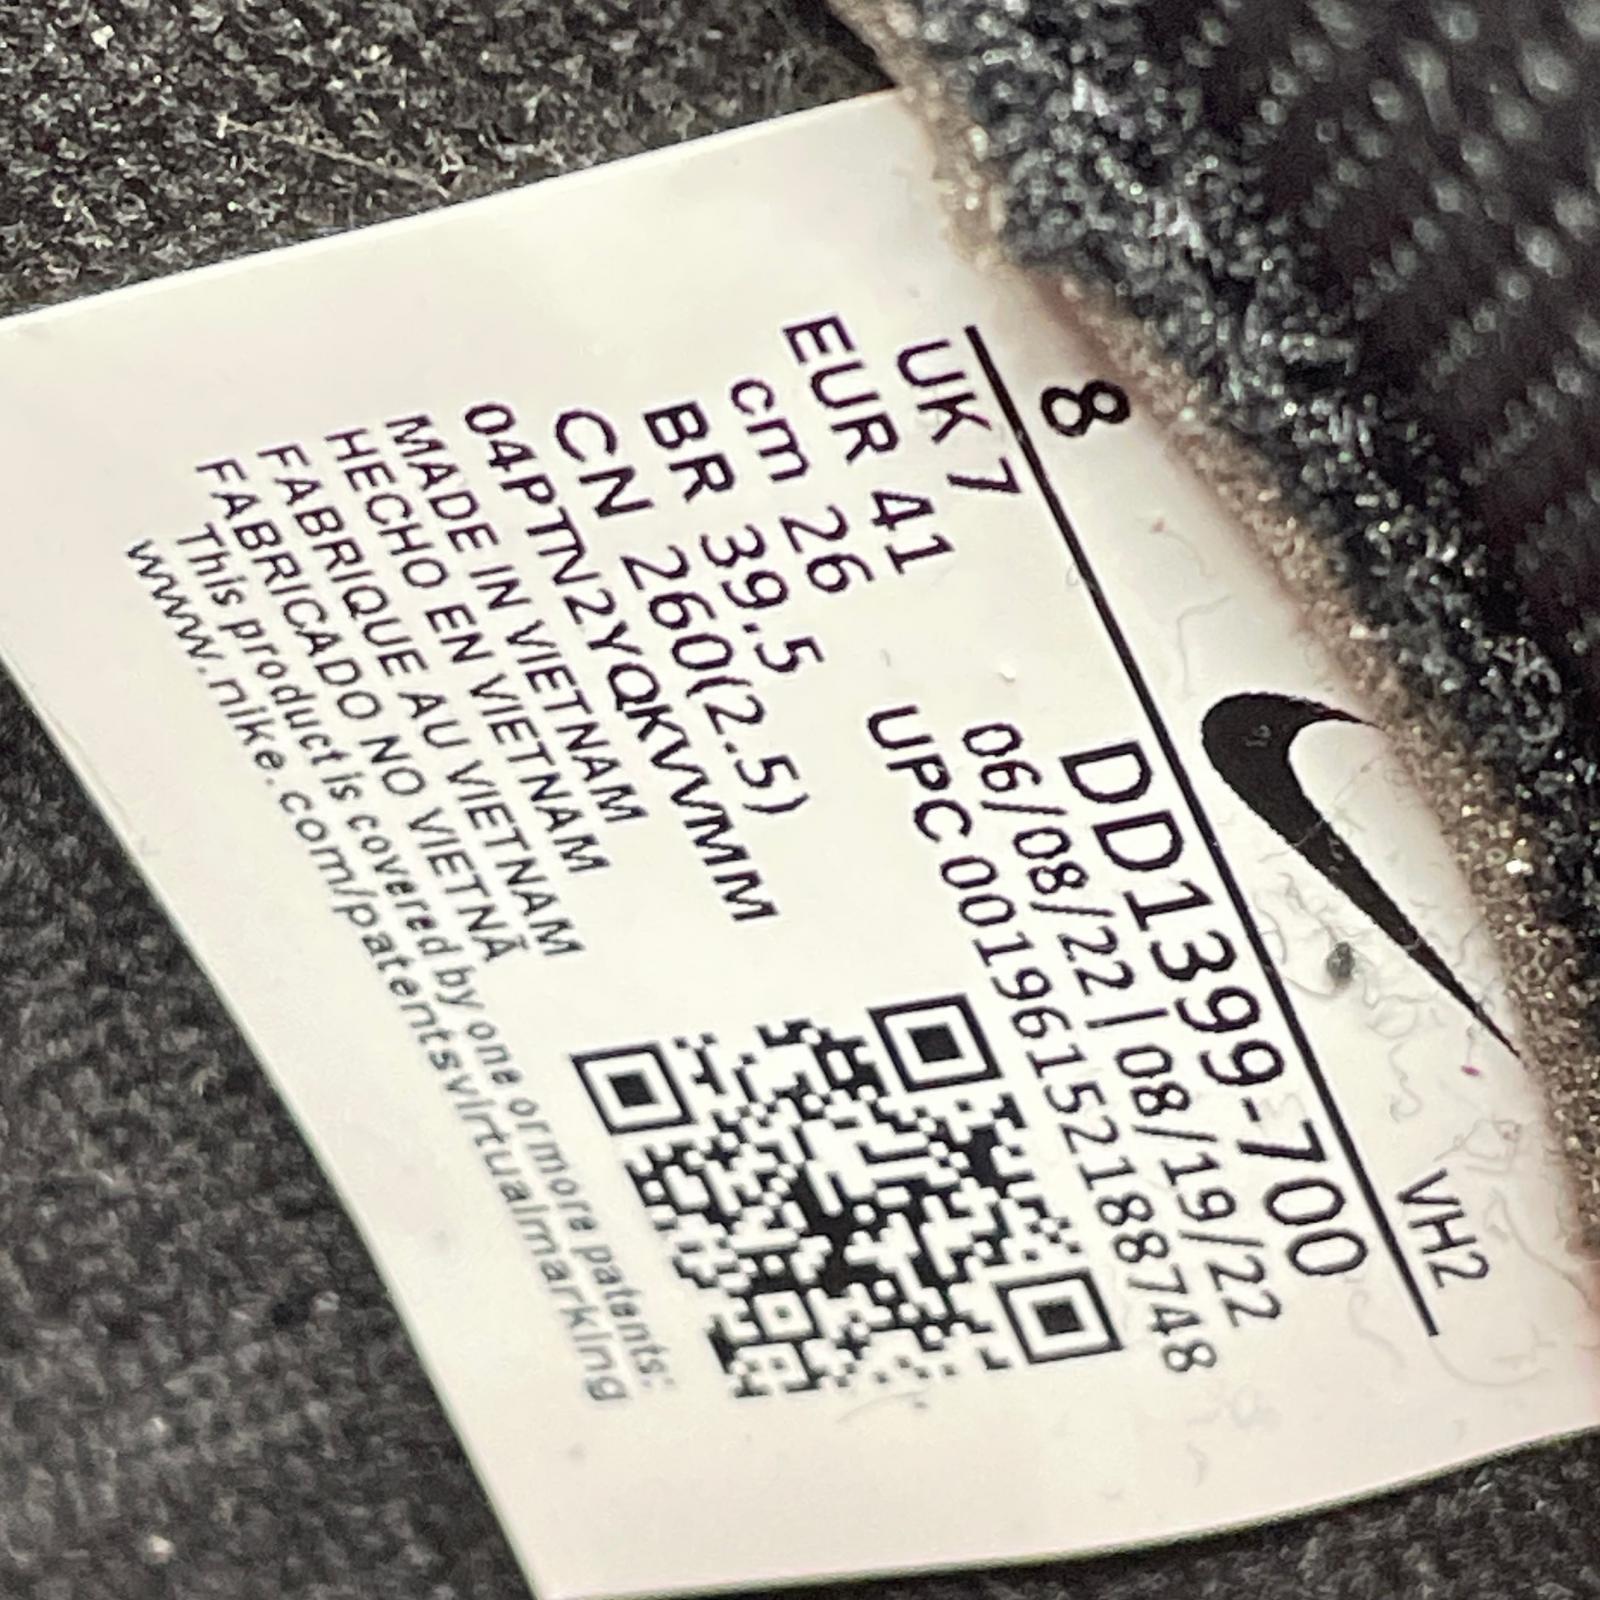 8
VH2
UK 7
EUR 41
cm 26
BR 39.5
CN 260(2.5)
DD1399-700
06/08/22 | 08/19/22
UPC 00196152188748
04PTN2YQKVVMM
MADE IN VIETNAM
HECHO EN VIETNAM
FABRIQUE AU VIETNAM
FABRICADO NO VIETNÃ
This product is covered by one or more patents:
www.nike.com/patentsvirtualmarking